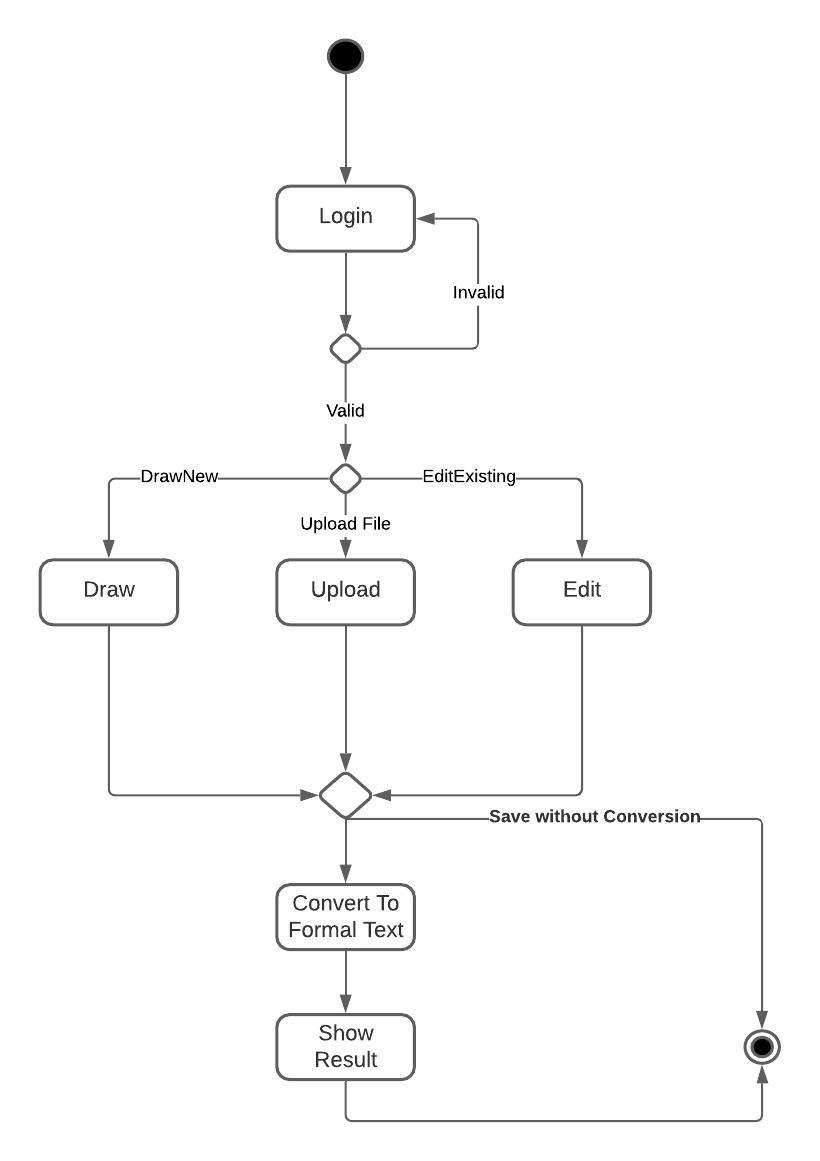 Login
Invalid
Valid
DrawNew
EditExisting
Upload File
Draw
Upload
Edit
Save without Conversion
Convert To
Formal Text
Show
Result